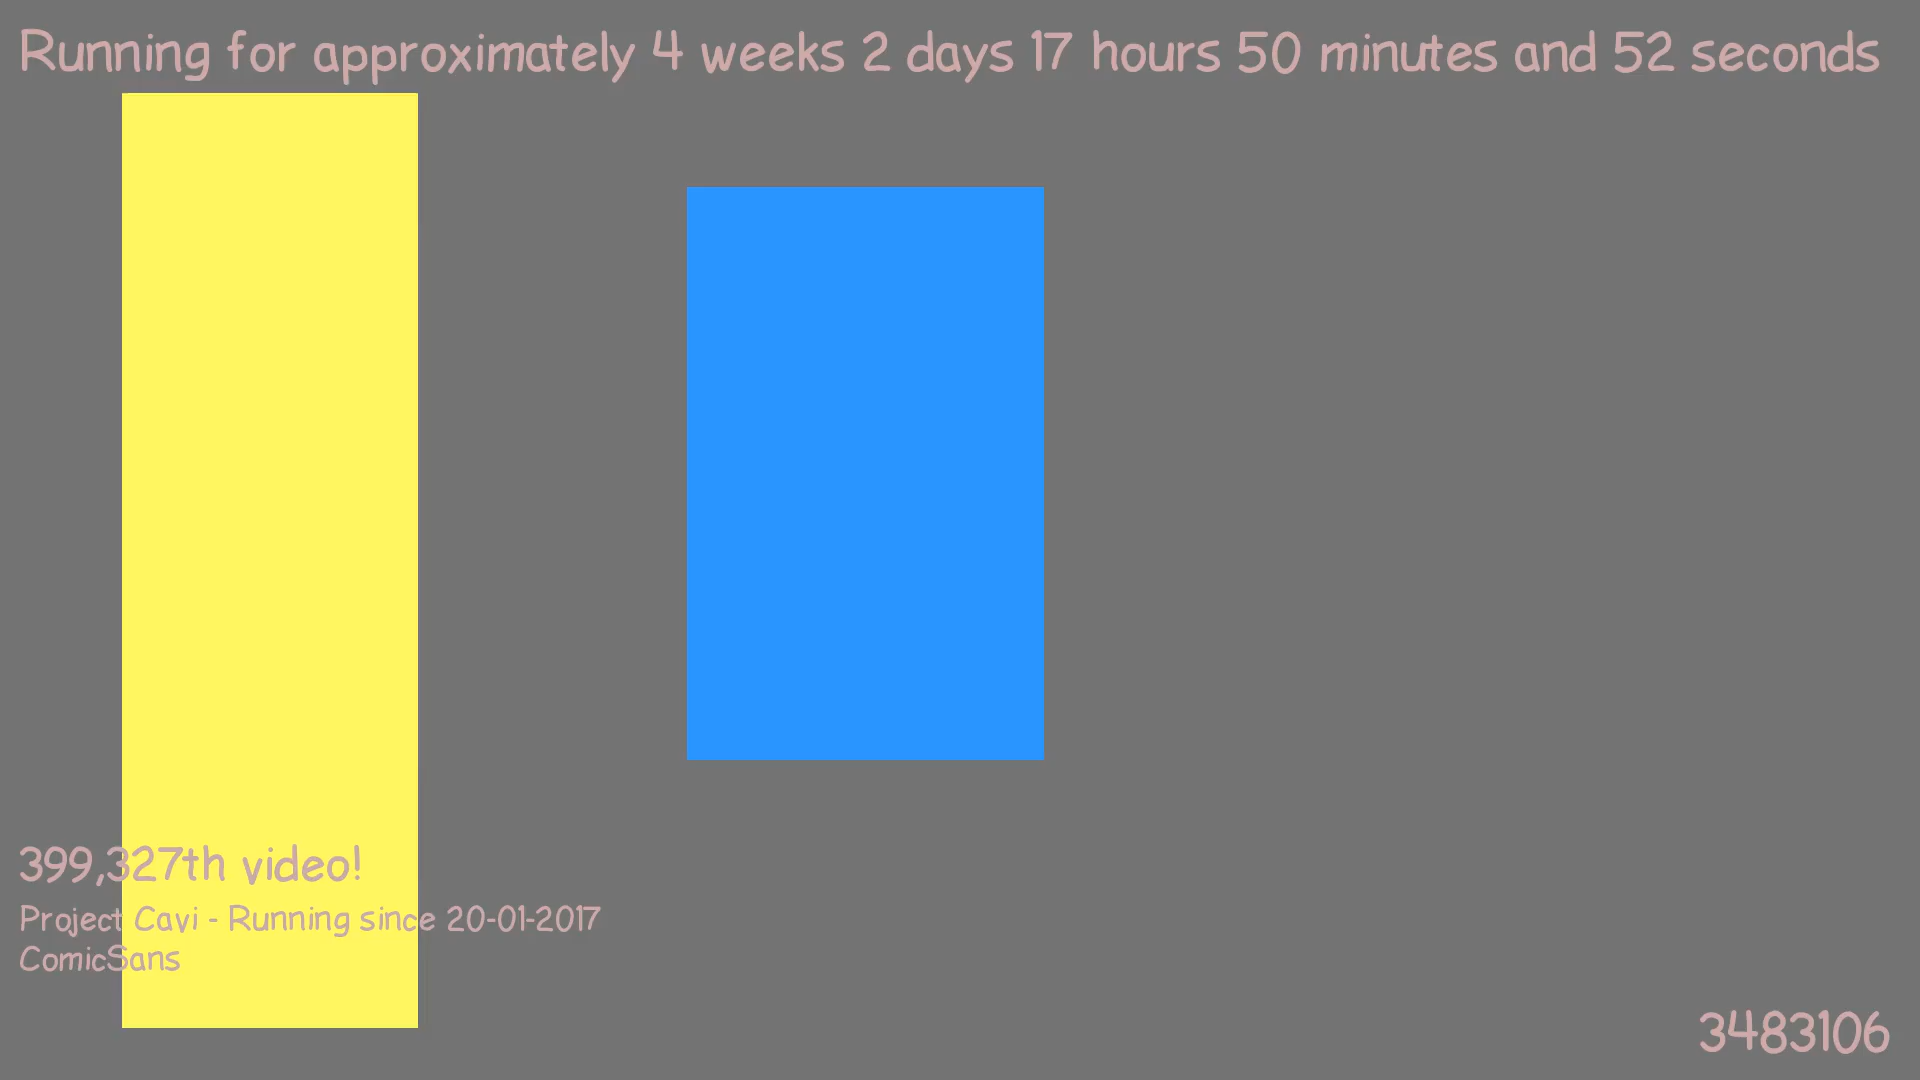 Running for approximately 4 weeks 2 days 17 hours 50 minutes and 52 seconds
399,327th video!
Project Cavi - Running since 20-01-2017
ComicSans
3483106